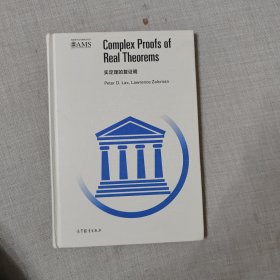 AMS
Complex Proofs of
Real Theorems
实定理的复证明
Peter D. Lax, Lawrence Zalcman
高等教育出版社